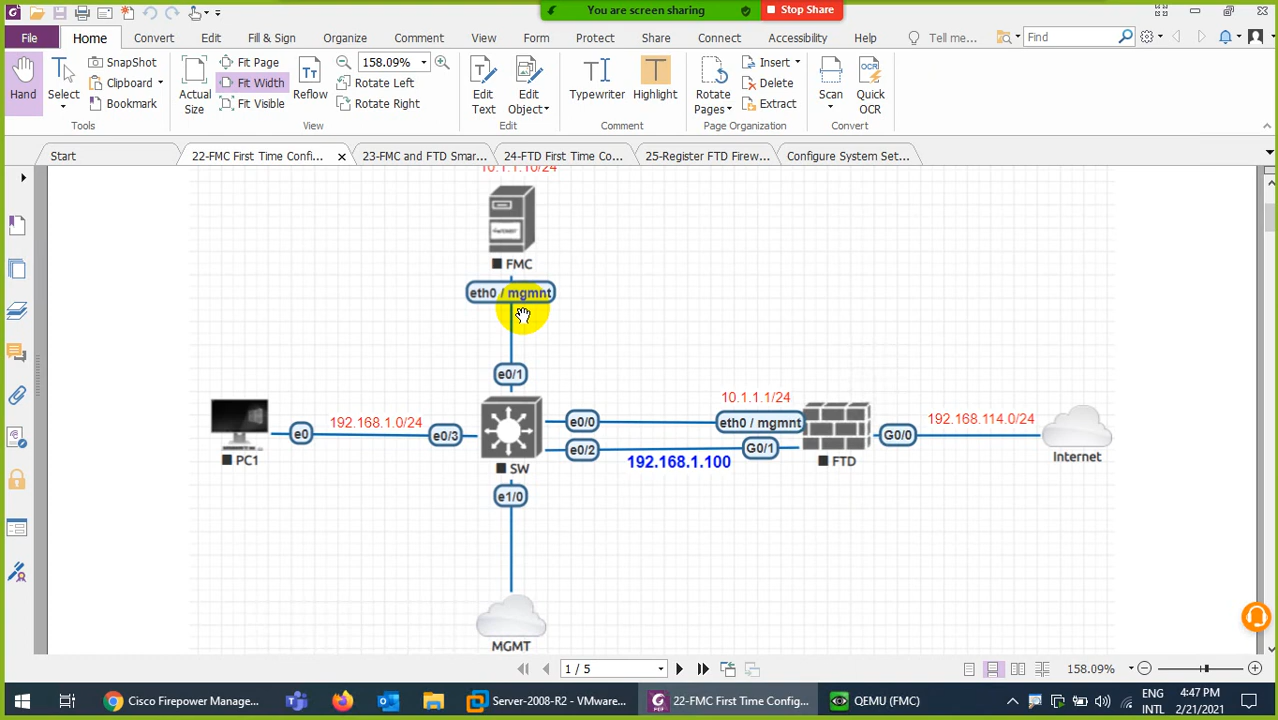 You are screen sharing
Stop Share
File Home Convert Edit Fill & Sign Organize Comment View Form Protect Share Connect Accessibility Help Tell me... Find
Hand
Select
SnapShot
Clipboard
Bookmark
Tools
Actual Size
Fit Page
Fit Width
Fit Visible
Reflow
158.09%
Rotate Left
Rotate Right
View
Edit Text
Edit Object
Edit
Typewriter
Highlight
Comment
Rotate Pages
Insert
Delete
Extract
Page Organization
Scan
Quick OCR
Convert
Start
22-FMC First Time Confi...
23-FMC and FTD Smar...
24-FTD First Time Co...
25-Register FTD Firew...
Configure System Set...
10.1.1.10/24
FMC
eth0 / mgmnt
e0/1
PC1
e0
192.168.1.0/24
e0/3
SW
e0/0
10.1.1.1/24
eth0 / mgmnt
e0/2
192.168.1.100
G0/1
FTD
G0/0
192.168.114.0/24
Internet
e1/0
MGMT
1 / 5
158.09%
Cisco Firepower Manage...
Server-2008-R2 - VMware...
22-FMC First Time Config...
QEMU (FMC)
ENG
INTL
4:47 PM
2/21/2021